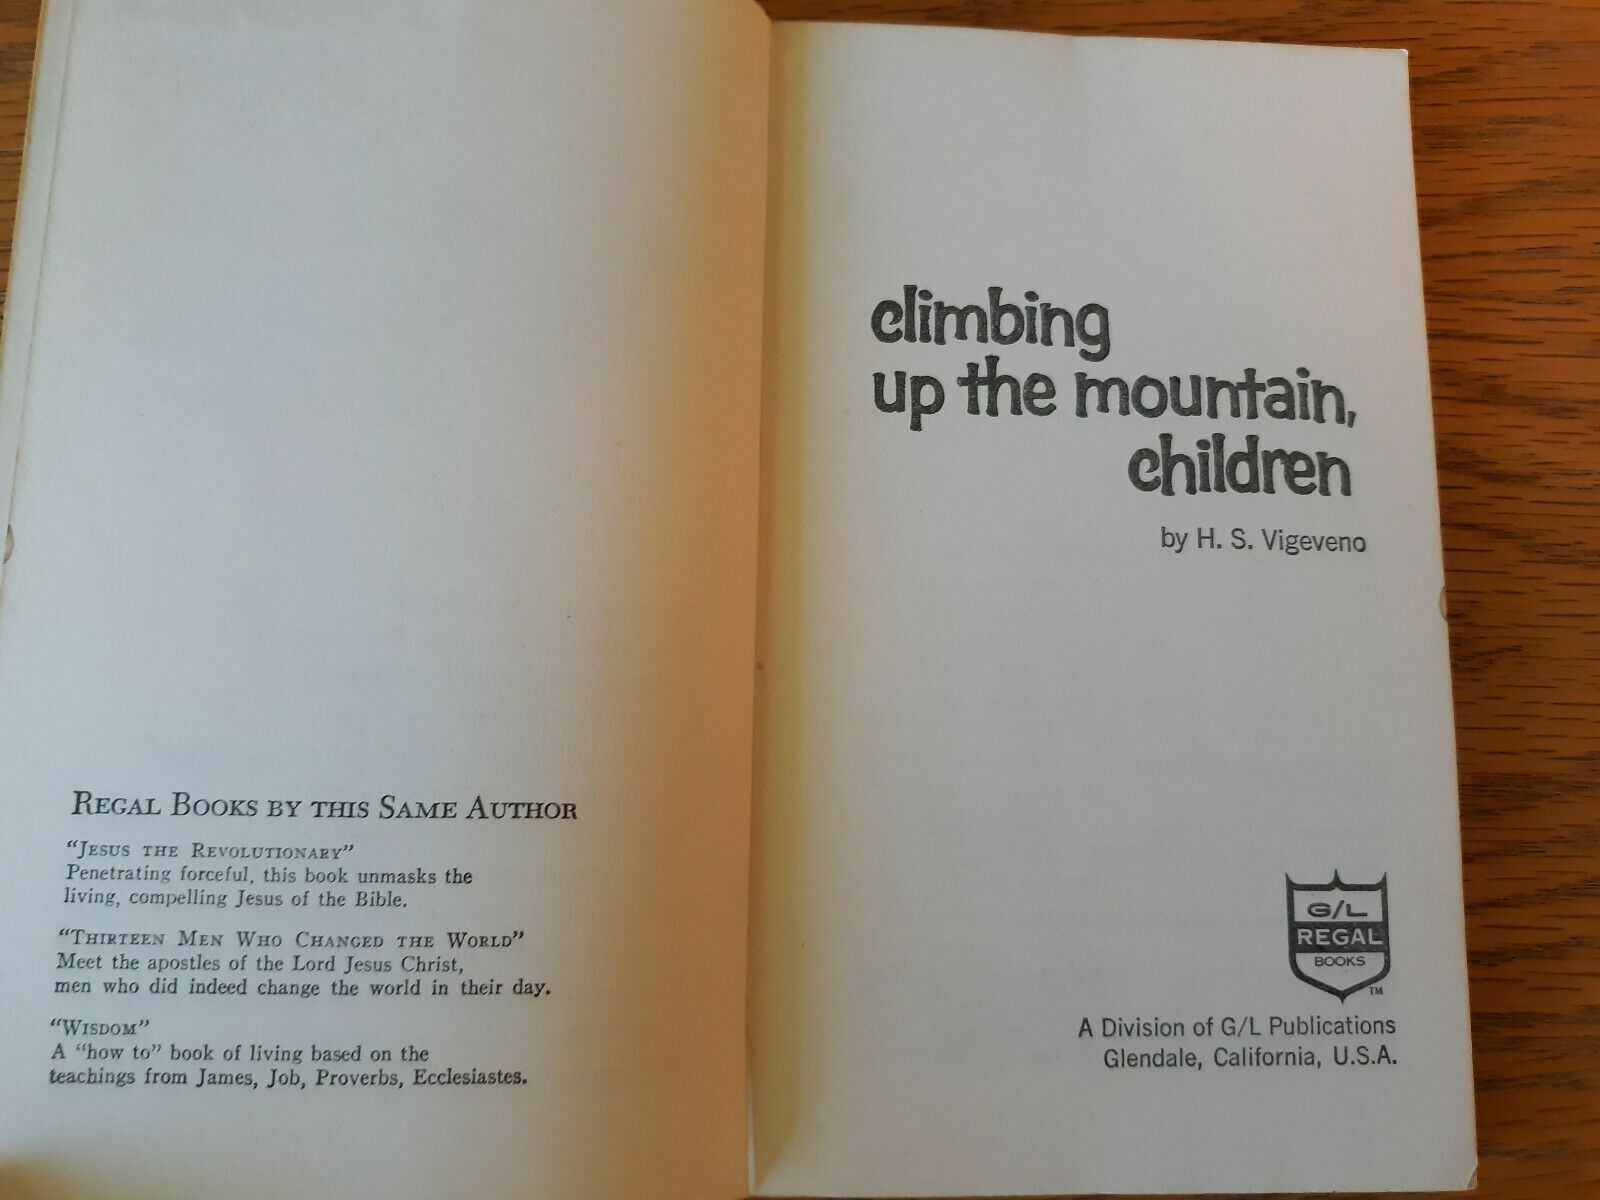 REGAL BOOKS BY THIS SAME AUTHOR
"JESUS THE REVOLUTIONARY"
Penetrating forceful, this book unmasks the
living, compelling Jesus of the Bible.
"THIRTEEN MEN WHO CHANGED THE WORLD"
Meet the apostles of the Lord Jesus Christ,
men who did indeed change the world in their day.
"WISDOM"
A "how to" book of living based on the
teachings from James, Job, Proverbs, Ecclesiastes.
climbing
up the mountain,
children
by H. S. Vigeveno
G/L
REGAL
BOOKS
TM
A Division of G/L Publications
Glendale, California, U.S.A.